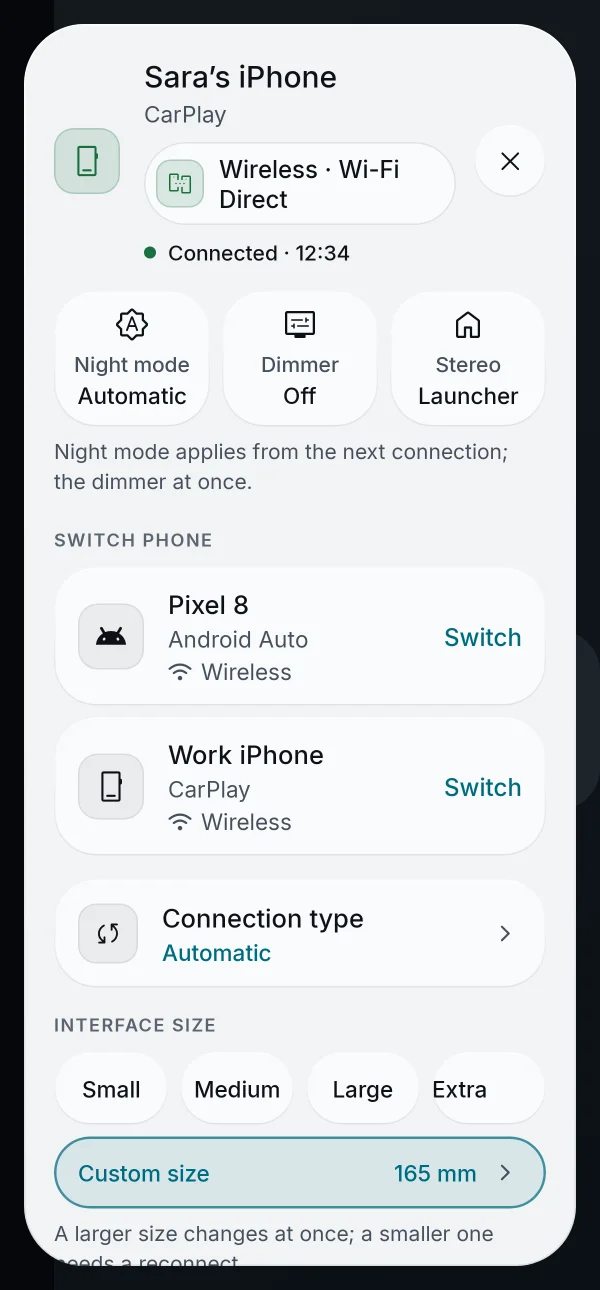 Sara’s iPhone
CarPlay
Wireless · Wi-Fi
Direct
Connected · 12:34
Night mode
Automatic
Dimmer
Off
Stereo
Launcher
Night mode applies from the next connection;
the dimmer at once.
SWITCH PHONE
Pixel 8
Android Auto
Wireless
Switch
Work iPhone
CarPlay
Wireless
Switch
Connection type
Automatic
INTERFACE SIZE
Small
Medium
Large
Extra
Custom size
165 mm
A larger size changes at once; a smaller one
needs a reconnect